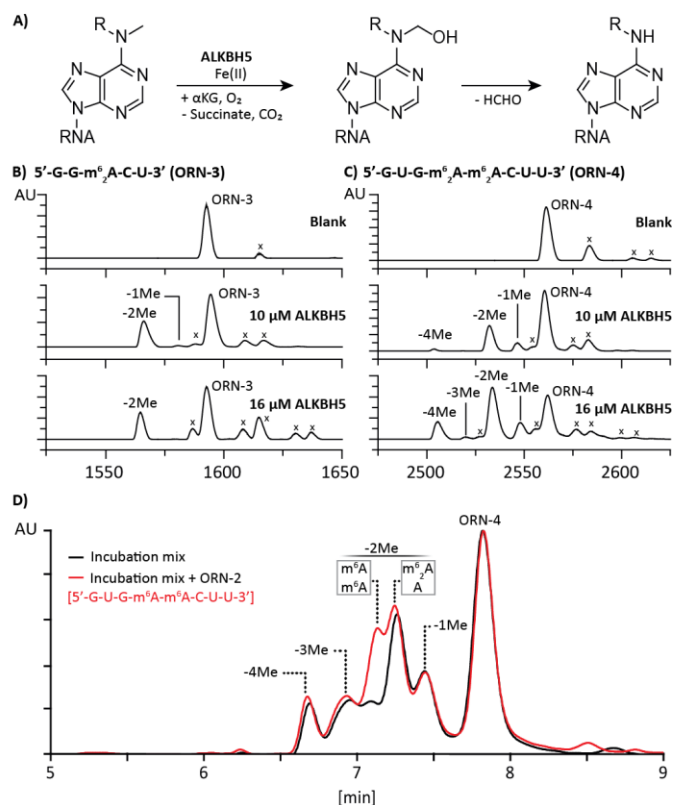 A)
R
N
OH
R
N
R
NH
ALKBH5
Fe(II)
+ αKG, O₂
- Succinate, CO₂
- HCHO
N
N
N
N
RNA
N
N
N
N
RNA
N
N
N
N
RNA
B) 5’-G-G-m⁶₂A-C-U-3’ (ORN-3)
AU
ORN-3
Blank
x
-2Me
-1Me
ORN-3
10 μM ALKBH5
x
x
x
-2Me
ORN-3
16 μM ALKBH5
x
x
x
x
x
1550
1600
1650
C) 5’-G-U-G-m⁶₂A-m⁶₂A-C-U-U-3’ (ORN-4)
AU
ORN-4
Blank
x
x
x
-4Me
-2Me
-1Me
ORN-4
10 μM ALKBH5
x
x
x
-4Me
-3Me
-2Me
-1Me
ORN-4
16 μM ALKBH5
x
x
x
x
x
x
2500
2550
2600
D)
AU
Incubation mix
Incubation mix + ORN-2
[5’-G-U-G-m⁶A-m⁶A-C-U-U-3’]
-4Me
-3Me
-2Me
m⁶A
m⁶A
m⁶₂A
A
-1Me
ORN-4
5
6
7
8
9
[min]